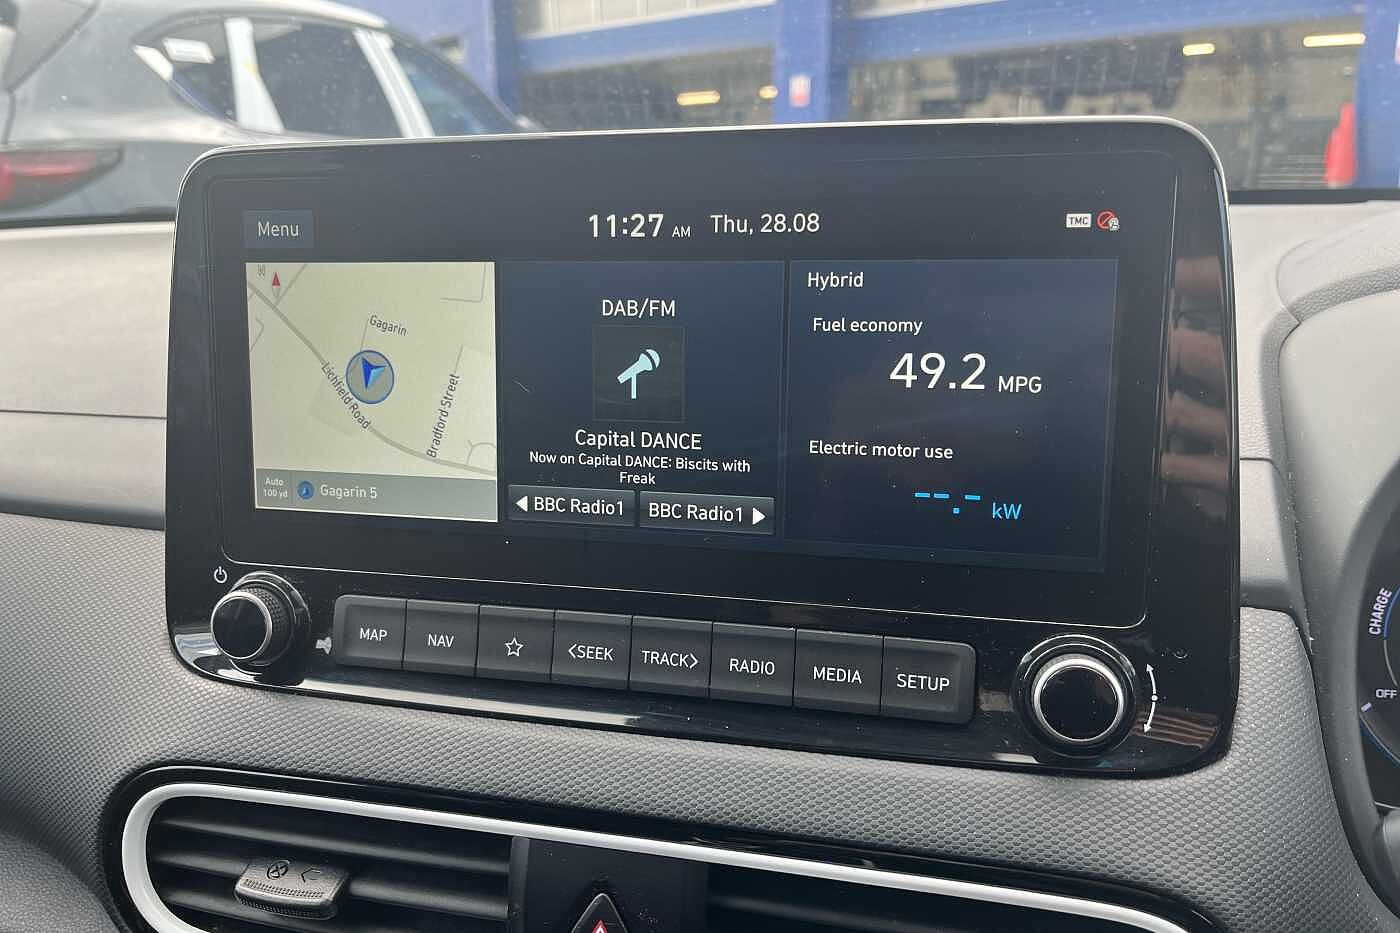 Menu
11:27 AM Thu, 28.08
TMC
N
Gagarin
Lichfield Road
Bradford Street
Auto
100 yd
Gagarin 5
DAB/FM
Capital DANCE
Now on Capital DANCE: Biscits with
Freak
BBC Radio1
BBC Radio1
Hybrid
Fuel economy
49.2 MPG
Electric motor use
--.- kW
MAP
NAV
<SEEK
TRACK>
RADIO
MEDIA
SETUP
CHARGE
OFF